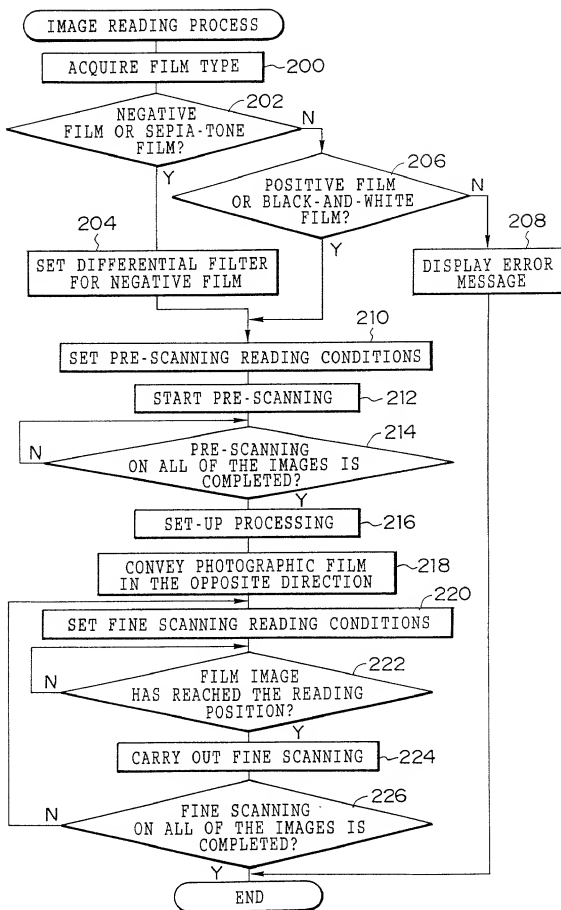 IMAGE READING PROCESS
ACQUIRE FILM TYPE
200
202
NEGATIVE
FILM OR SEPIA-TONE
FILM?
N
Y
206
POSITIVE FILM
OR BLACK-AND-WHITE
FILM?
N
Y
204
SET DIFFERENTIAL FILTER
FOR NEGATIVE FILM
208
DISPLAY ERROR
MESSAGE
210
SET PRE-SCANNING READING CONDITIONS
START PRE-SCANNING
212
214
N
PRE-SCANNING
ON ALL OF THE IMAGES IS
COMPLETED?
Y
SET-UP PROCESSING
216
CONVEY PHOTOGRAPHIC FILM
IN THE OPPOSITE DIRECTION
218
220
SET FINE SCANNING READING CONDITIONS
222
N
FILM IMAGE
HAS REACHED THE READING
POSITION?
Y
CARRY OUT FINE SCANNING
224
226
N
FINE SCANNING
ON ALL OF THE IMAGES IS
COMPLETED?
Y
END